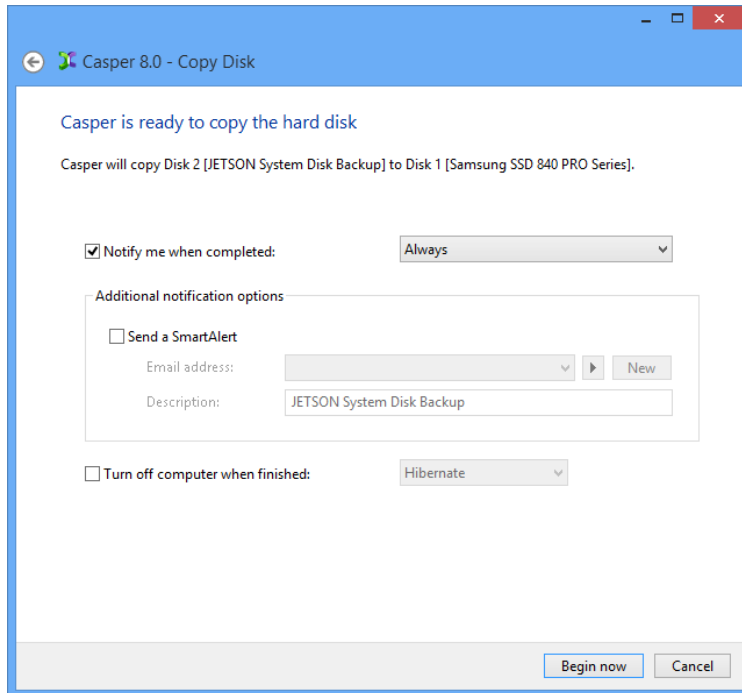 Casper 8.0 - Copy Disk
Casper is ready to copy the hard disk
Casper will copy Disk 2 [JETSON System Disk Backup] to Disk 1 [Samsung SSD 840 PRO Series].
Notify me when completed: Always
Additional notification options
Send a SmartAlert
Email address: New
Description: JETSON System Disk Backup
Turn off computer when finished: Hibernate
Begin now Cancel